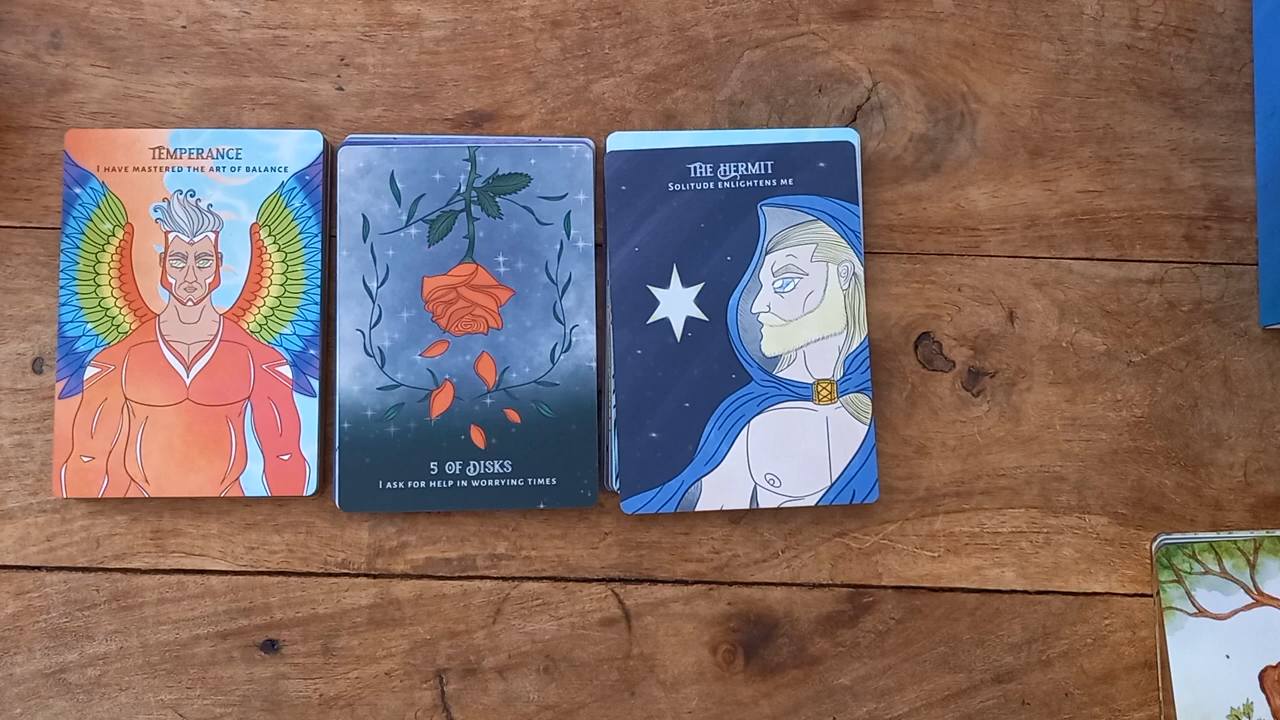 TEMPERANCE
I HAVE MASTERED THE ART OF BALANCE
5 OF DISKS
I ASK FOR HELP IN WORRYING TIMES
THE HERMIT
SOLITUDE ENLIGHTENS ME